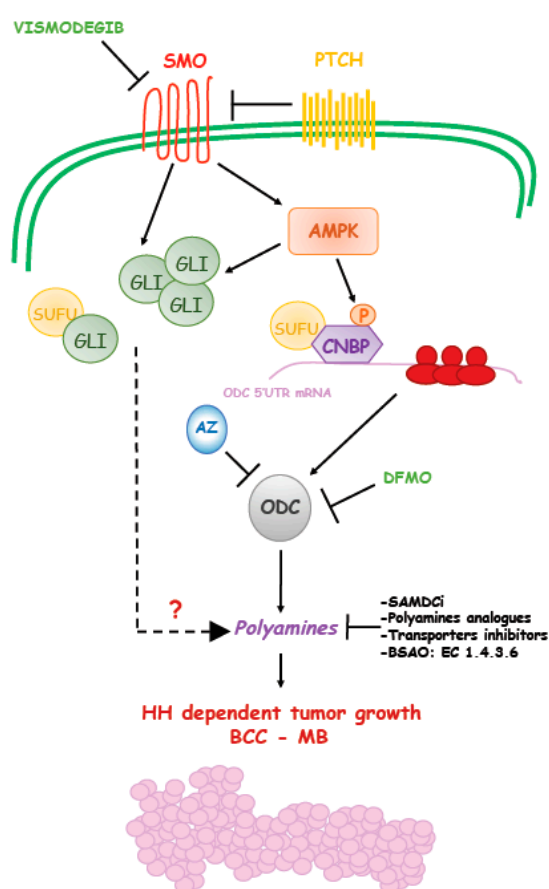 VISMODEGIB
SMO
PTCH
AMPK
GLI
GLI
GLI
SUFU
GLI
SUFU
P
CNBP
ODC 5'UTR mRNA
AZ
ODC
DFMO
?
Polyamines
-SAMDCi
-Polyamines analogues
-Transporters inhibitors
-BSAO: EC 1.4.3.6
HH dependent tumor growth
BCC - MB